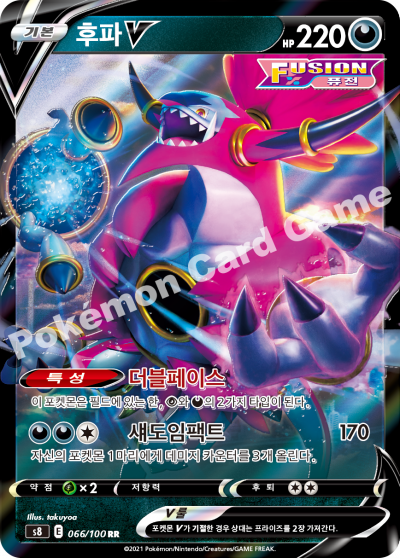 기본 후파 V HP 220
FUSION
퓨전
Pokemon Card Game
특성 더블페이스
이 포켓몬은 필드에 있는 한, 와 의 2가지 타입이 된다.
섀도임팩트 170
자신의 포켓몬 1마리에게 데미지 카운터를 3개 올린다.
약점 ×2 저항력 후퇴
Illus. takuyoa
V룰
s8 E 066/100 RR
포켓몬 V가 기절한 경우 상대는 프라이즈를 2장 가져간다.
©2021 Pokémon/Nintendo/Creatures/GAME FREAK.